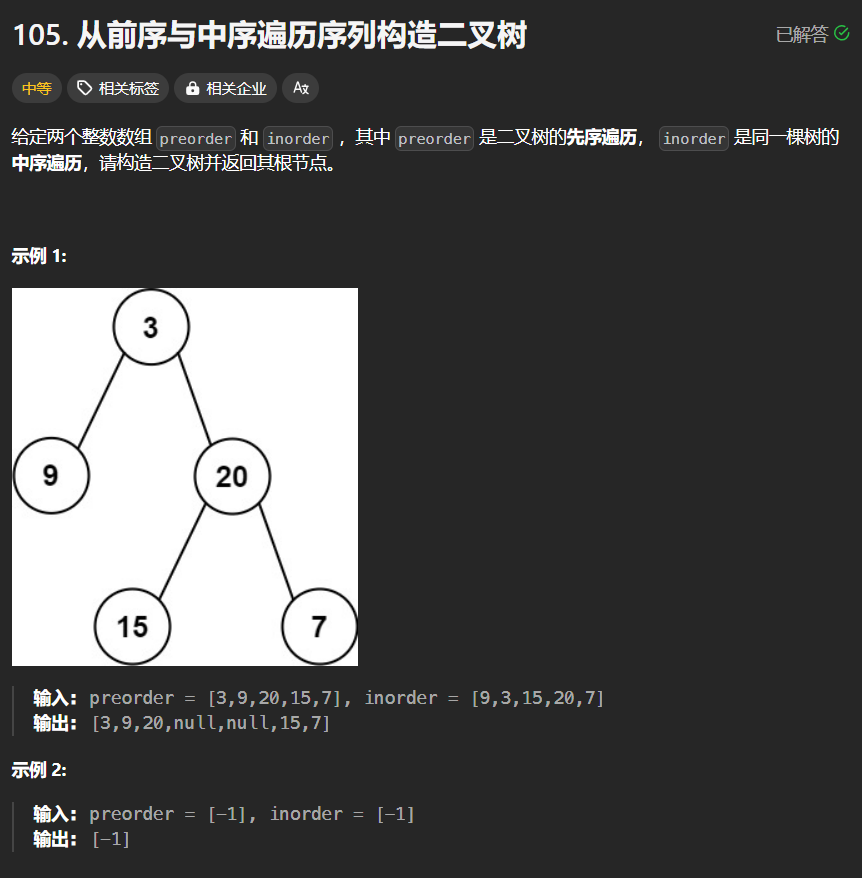 105. 从前序与中序遍历序列构造二叉树
已解答
中等 相关标签 相关企业 Ax
给定两个整数数组 preorder 和 inorder ，其中 preorder 是二叉树的先序遍历， inorder 是同一棵树的
中序遍历，请构造二叉树并返回其根节点。
示例 1:
3
9 20
15 7
输入: preorder = [3,9,20,15,7], inorder = [9,3,15,20,7]
输出: [3,9,20,null,null,15,7]
示例 2:
输入: preorder = [-1], inorder = [-1]
输出: [-1]